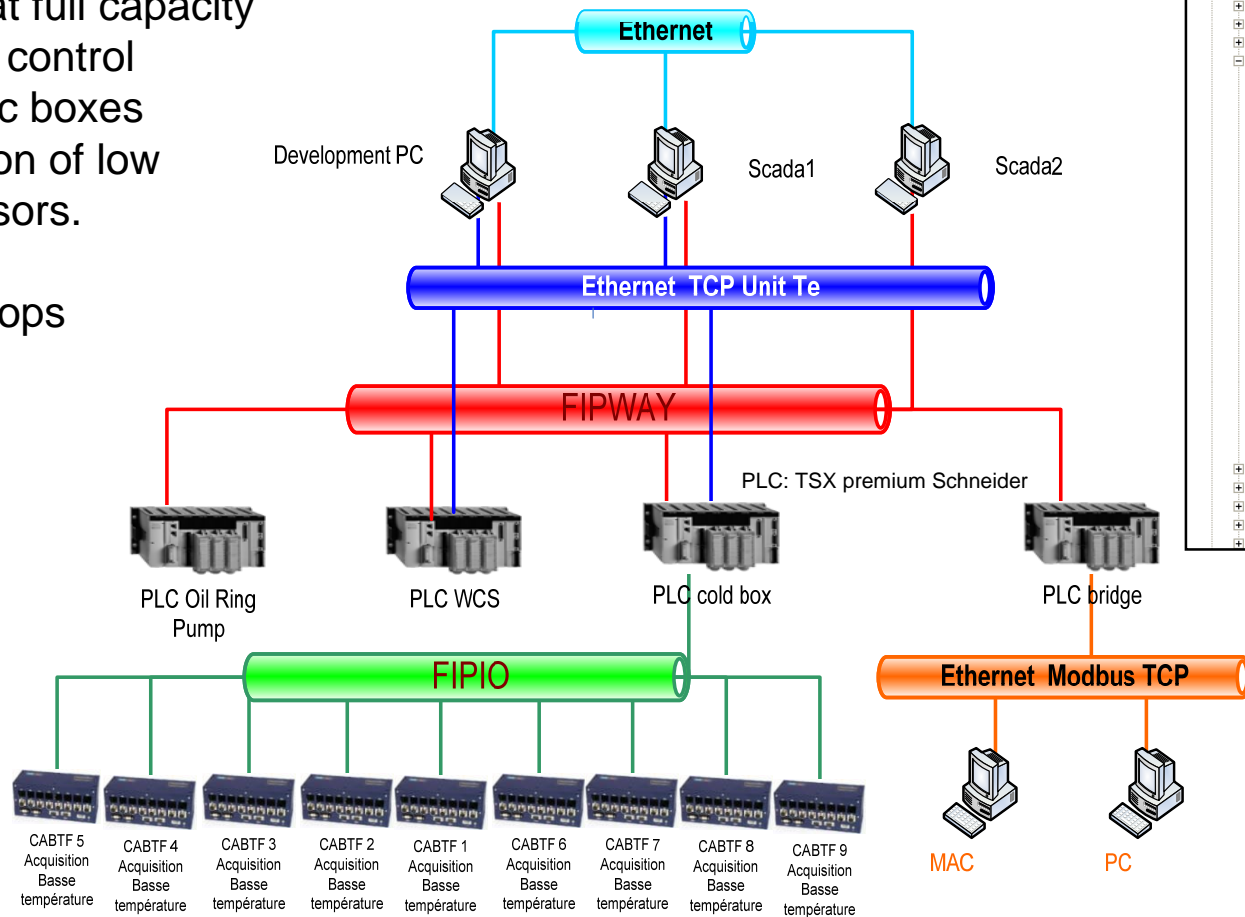 at full capacity
control
c boxes
on of low
sors.
ops
Ethernet
Development PC
Scada1
Scada2
Ethernet TCP Unit Te
FIPWAY
PLC: TSX premium Schneider
PLC Oil Ring
Pump
PLC WCS
PLC cold box
PLC bridge
FIPIO
Ethernet Modbus TCP
CABTF 5
Acquisition
Basse
température
CABTF 4
Acquisition
Basse
température
CABTF 3
Acquisition
Basse
température
CABTF 2
Acquisition
Basse
température
CABTF 1
Acquisition
Basse
température
CABTF 6
Acquisition
Basse
température
CABTF 7
Acquisition
Basse
température
CABTF 8
Acquisition
Basse
température
CABTF 9
Acquisition
Basse
température
MAC
PC